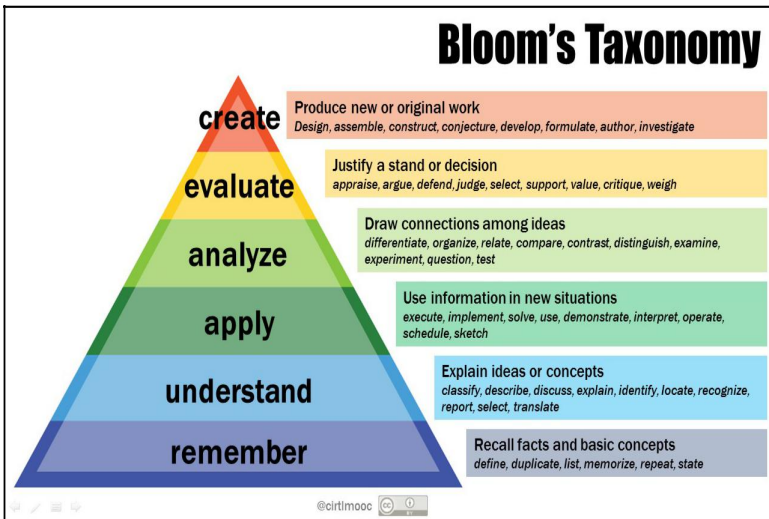 Bloom's Taxonomy
create
Produce new or original work
Design, assemble, construct, conjecture, develop, formulate, author, investigate
evaluate
Justify a stand or decision
appraise, argue, defend, judge, select, support, value, critique, weigh
analyze
Draw connections among ideas
differentiate, organize, relate, compare, contrast, distinguish, examine,
experiment, question, test
apply
Use information in new situations
execute, implement, solve, use, demonstrate, interpret, operate,
schedule, sketch
understand
Explain ideas or concepts
classify, describe, discuss, explain, identify, locate, recognize,
report, select, translate
remember
Recall facts and basic concepts
define, duplicate, list, memorize, repeat, state
@cirtlmooc
cc
BY